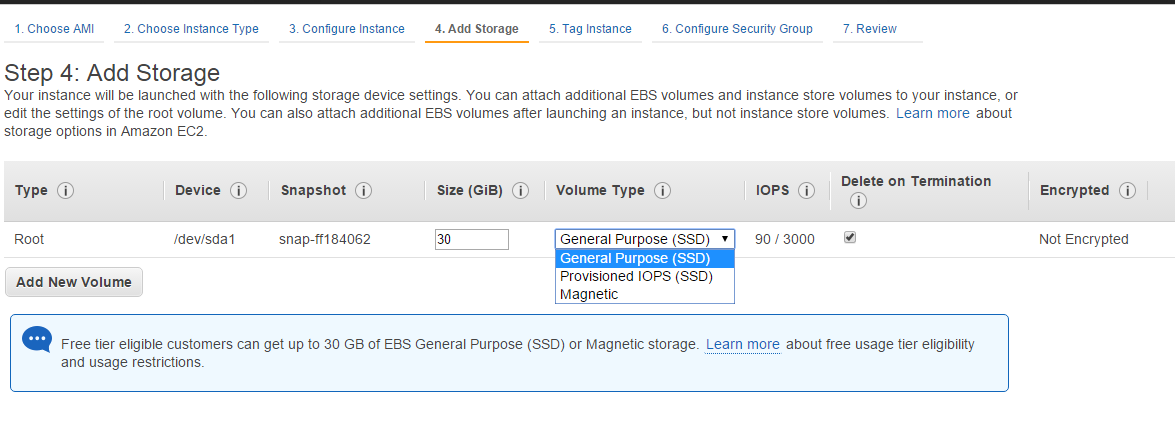 1. Choose AMI 2. Choose Instance Type 3. Configure Instance 4. Add Storage 5. Tag Instance 6. Configure Security Group 7. Review
Step 4: Add Storage
Your instance will be launched with the following storage device settings. You can attach additional EBS volumes and instance store volumes to your instance, or
edit the settings of the root volume. You can also attach additional EBS volumes after launching an instance, but not instance store volumes. Learn more about
storage options in Amazon EC2.
Type i Device i Snapshot i Size (GiB) i Volume Type i IOPS i Delete on Termination i Encrypted i
Root /dev/sda1 snap-ff184062 30 General Purpose (SSD) 90 / 3000 Not Encrypted
General Purpose (SSD)
Provisioned IOPS (SSD)
Magnetic
Add New Volume
Free tier eligible customers can get up to 30 GB of EBS General Purpose (SSD) or Magnetic storage. Learn more about free usage tier eligibility
and usage restrictions.